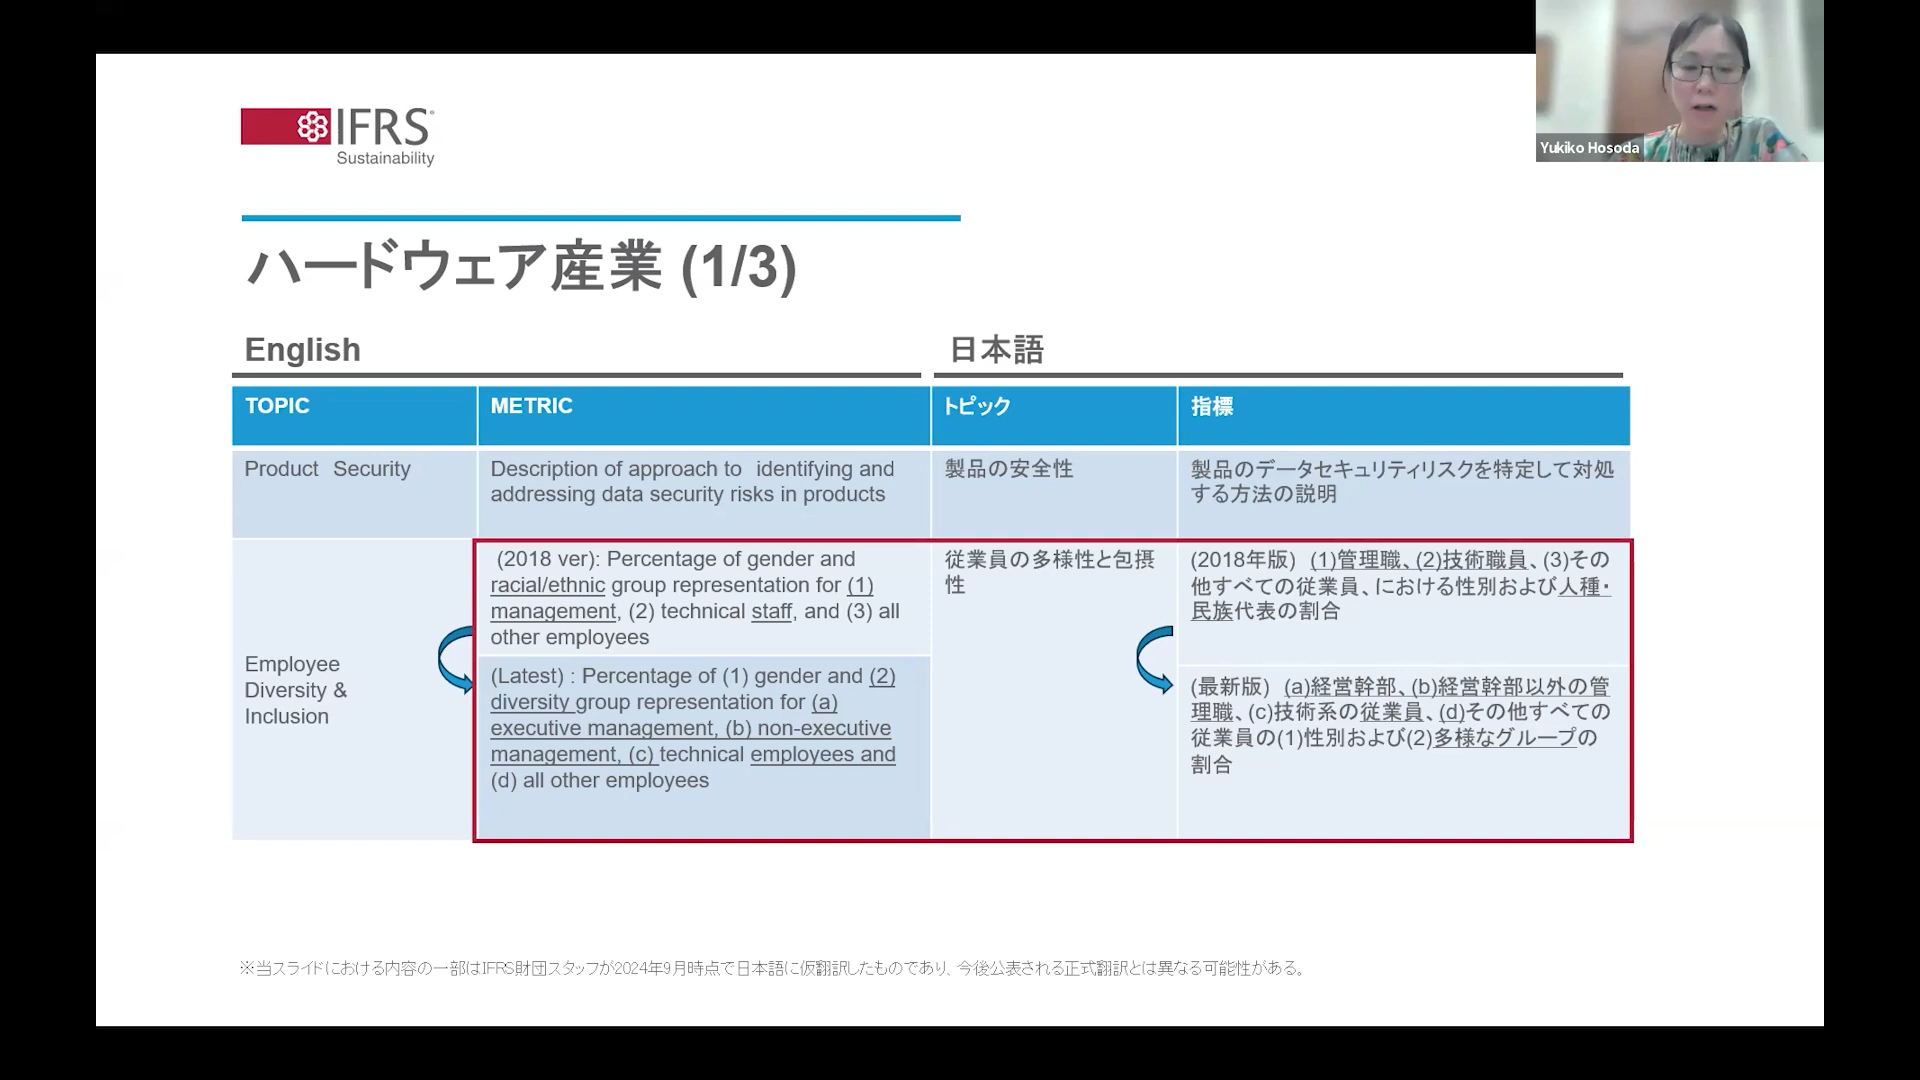 IFRS
Sustainability
Yukiko Hosoda
ハードウェア産業 (1/3)
English
日本語
TOPIC
METRIC
トピック
指標
Product Security
Description of approach to identifying and
addressing data security risks in products
製品の安全性
製品のデータセキュリティリスクを特定して対処
する方法の説明
Employee
Diversity &
Inclusion
(2018 ver): Percentage of gender and
racial/ethnic group representation for (1)
management, (2) technical staff, and (3) all
other employees
(Latest) : Percentage of (1) gender and (2)
diversity group representation for (a)
executive management, (b) non-executive
management, (c) technical employees and
(d) all other employees
従業員の多様性と包摂
性
(2018年版) (1)管理職、(2)技術職員、(3)その
他すべての従業員、における性別および人種・
民族代表の割合
(最新版) (a)経営幹部、(b)経営幹部以外の管
理職、(c)技術系の従業員、(d)その他すべての
従業員の(1)性別および(2)多様なグループの
割合
※当スライドにおける内容の一部はIFRS財団スタッフが2024年9月時点で日本語に仮翻訳したものであり、今後公表される正式翻訳とは異なる可能性がある。